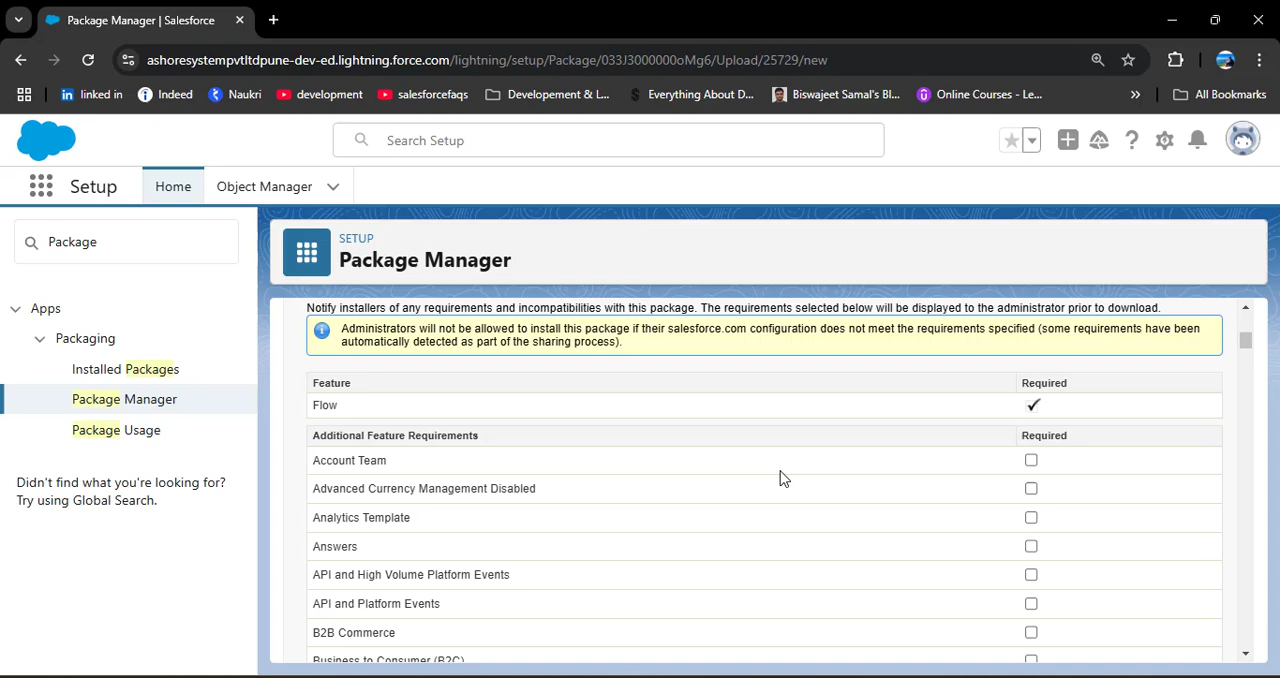 Package Manager | Salesforce
ashoresystempvtltdpune-dev-ed.lightning.force.com/lightning/setup/Package/033J3000000oMg6/Upload/25729/new
linked in Indeed Naukri development salesforcefaqs Developement & L... Everything About D... Biswajeet Samal's Bl... Online Courses - Le... » All Bookmarks
Search Setup
Setup Home Object Manager
Package
SETUP
Package Manager
Apps
Packaging
Installed Packages
Package Manager
Package Usage
Didn't find what you're looking for?
Try using Global Search.
Notify installers of any requirements and incompatibilities with this package. The requirements selected below will be displayed to the administrator prior to download.
Administrators will not be allowed to install this package if their salesforce.com configuration does not meet the requirements specified (some requirements have been
automatically detected as part of the sharing process).
Feature Required
Flow
Additional Feature Requirements Required
Account Team
Advanced Currency Management Disabled
Analytics Template
Answers
API and High Volume Platform Events
API and Platform Events
B2B Commerce
Business to Consumer (B2C)